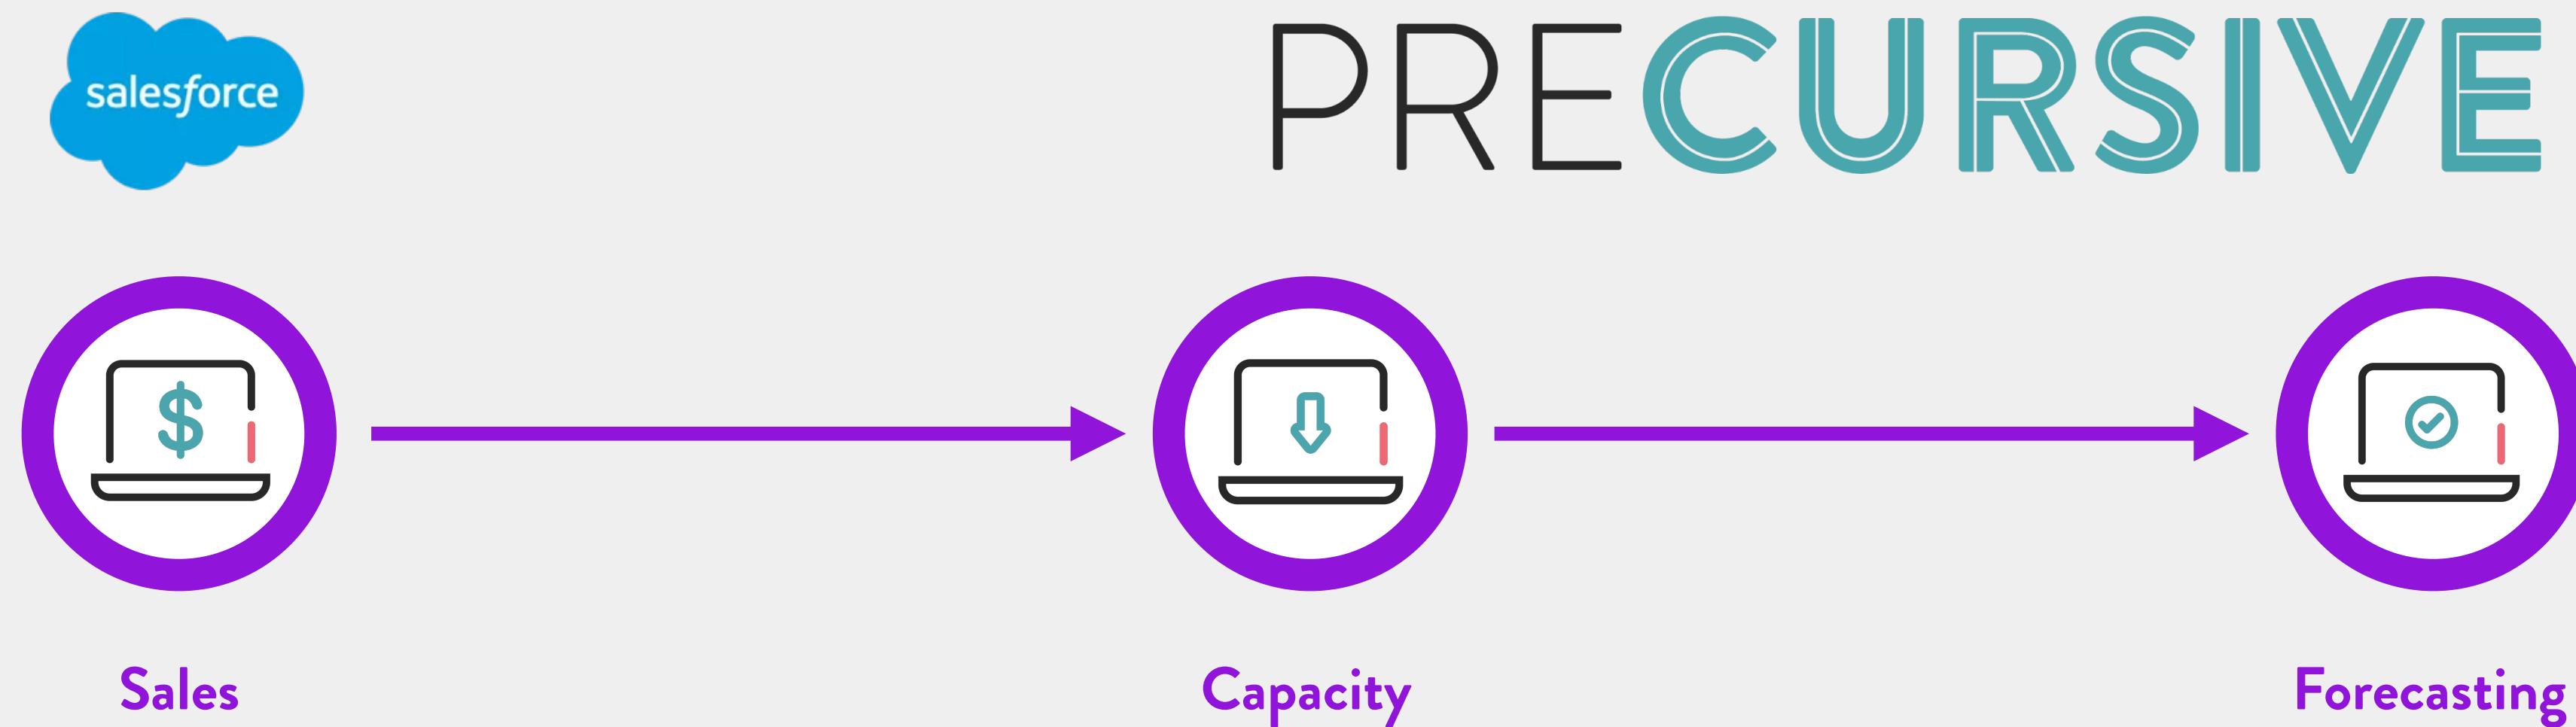 salesforce
PRECURSIVE
$
Sales
Capacity
Forecasting